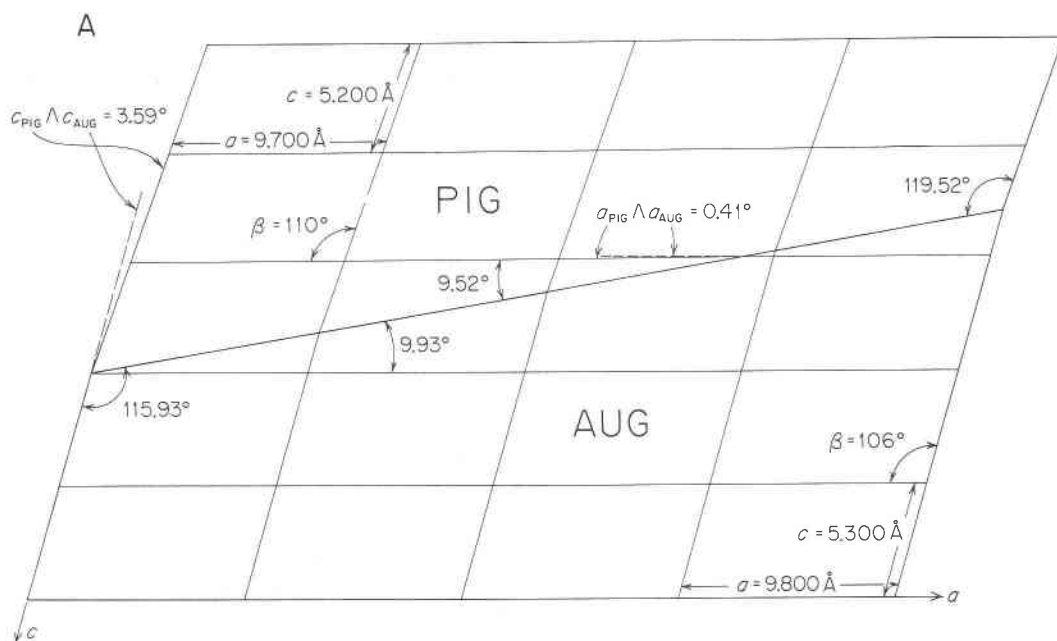 A
c = 5.200 Å
c_PIG Λ c_AUG = 3.59°
a = 9.700 Å
PIG
119.52°
β = 110°
a_PIG Λ a_AUG = 0.41°
9.52°
9.93°
115.93°
AUG
β = 106°
c = 5.300 Å
a = 9.800 Å
a
c